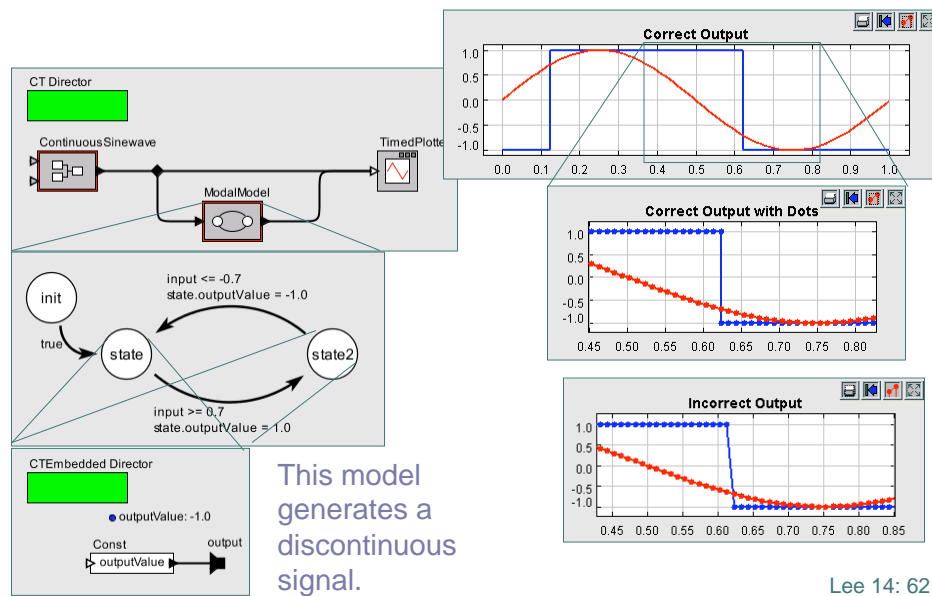 Correct Output
1.0
0.5
0.0
-0.5
-1.0
0.0 0.1 0.2 0.3 0.4 0.5 0.6 0.7 0.8 0.9 1.0
CT Director
ContinuousSinewave
TimedPlotte
ModalModel
Correct Output with Dots
1.0
0.5
0.0
-0.5
-1.0
0.45 0.50 0.55 0.60 0.65 0.70 0.75 0.80
init
true
state
state2
input <= -0.7
state.outputValue = -1.0
input >= 0.7
state.outputValue = 1.0
Incorrect Output
1.0
0.5
0.0
-0.5
-1.0
0.45 0.50 0.55 0.60 0.65 0.70 0.75 0.80 0.85
CTEmbedded Director
outputValue: -1.0
Const
outputValue
output
This model
generates a
discontinuous
signal.
Lee 14: 62